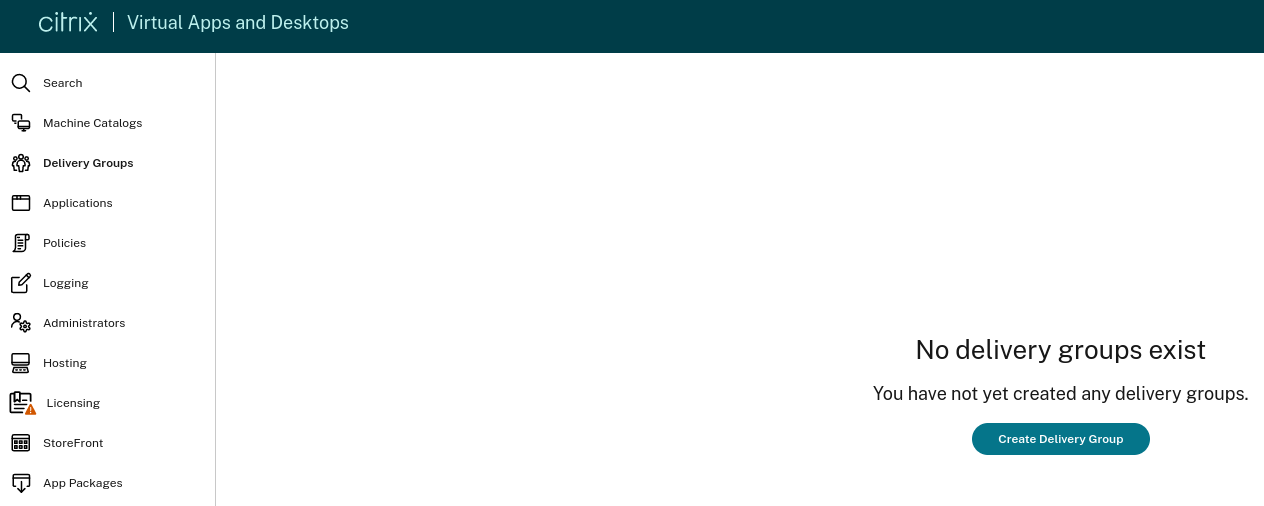 citrix | Virtual Apps and Desktops
Search
Machine Catalogs
Delivery Groups
Applications
Policies
Logging
Administrators
Hosting
Licensing
StoreFront
App Packages
No delivery groups exist
You have not yet created any delivery groups.
Create Delivery Group